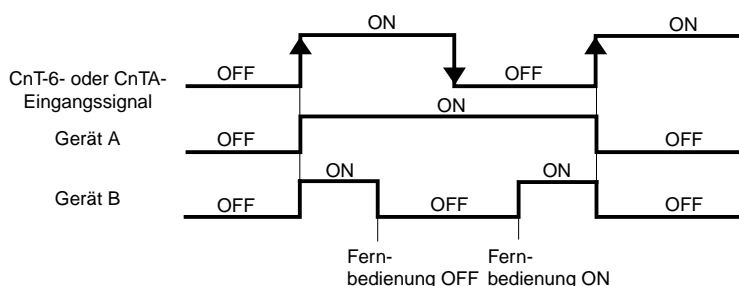 ON
ON
CnT-6- oder CnTA-
Eingangssignal
OFF
OFF
ON
Gerät A
OFF
OFF
ON
ON
Gerät B
OFF
OFF
OFF
Fern-
bedienung OFF
Fern-
bedienung ON